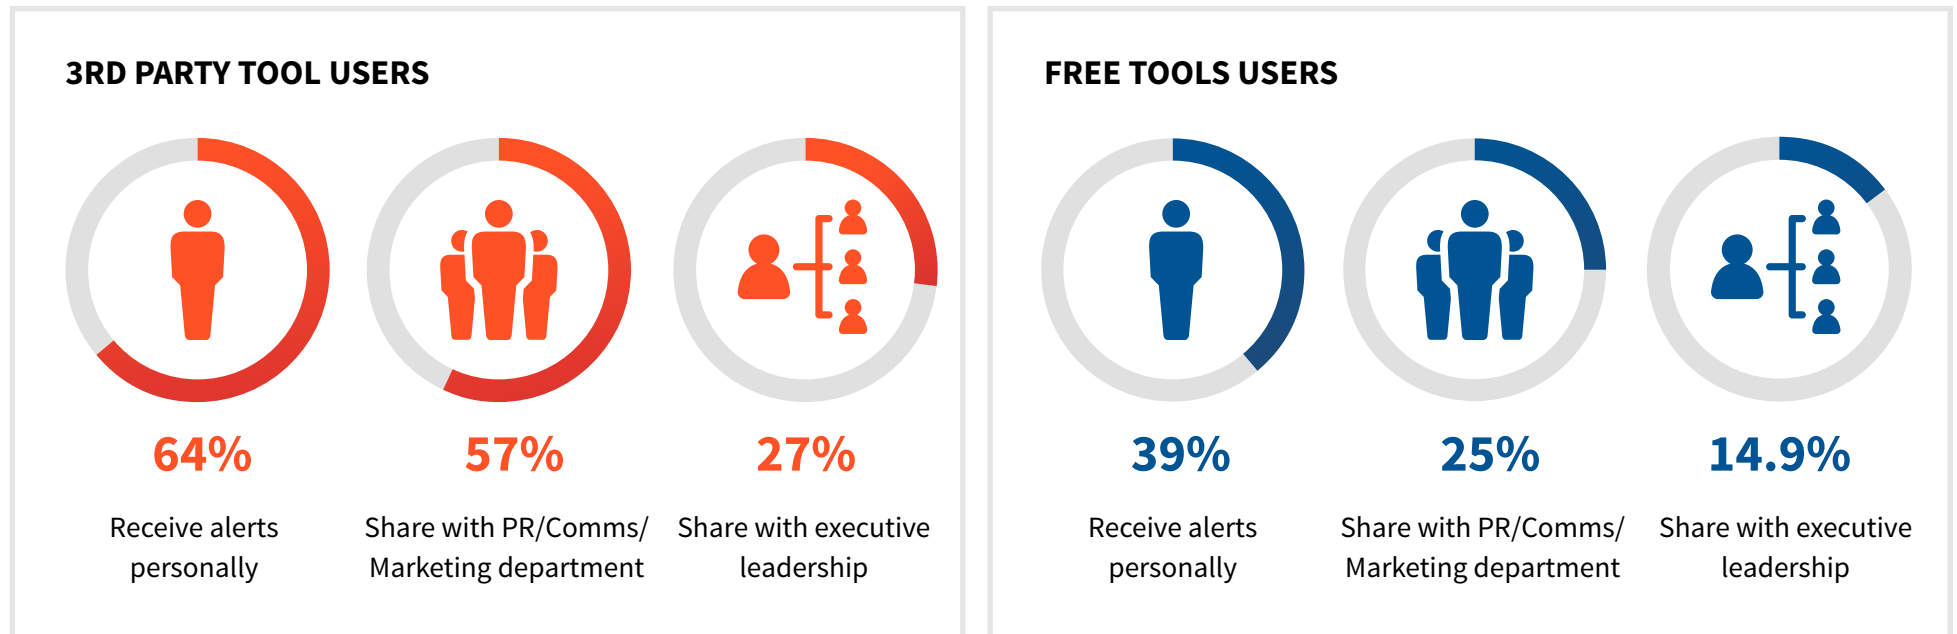 3RD PARTY TOOL USERS
64%
Receive alerts
personally
57%
Share with PR/Comms/
Marketing department
27%
Share with executive
leadership
FREE TOOLS USERS
39%
Receive alerts
personally
25%
Share with PR/Comms/
Marketing department
14.9%
Share with executive
leadership